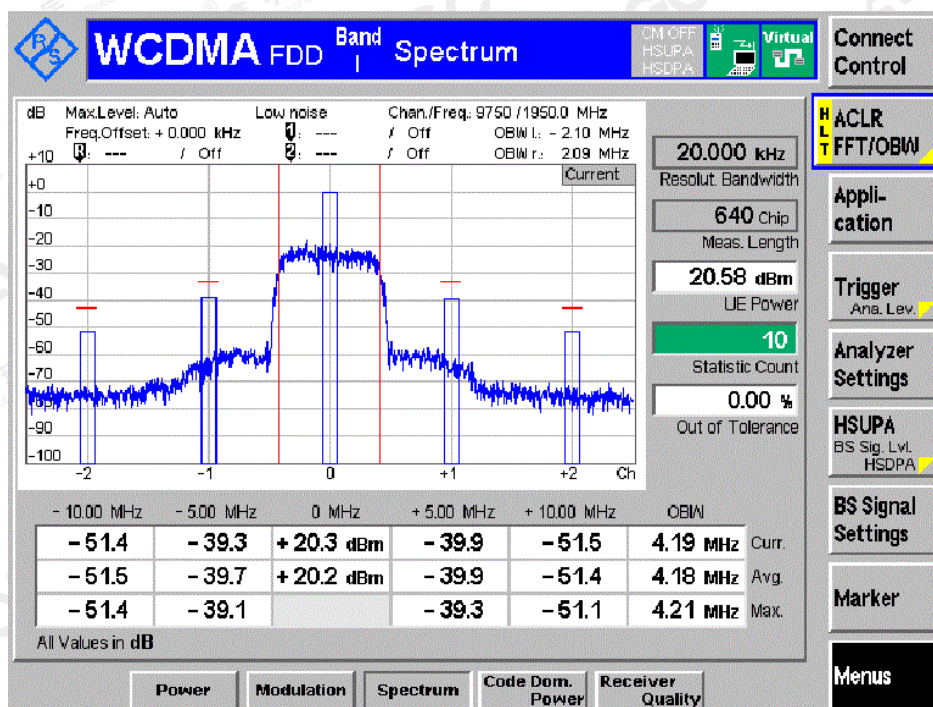 R S
WCDMA FDD Band I Spectrum
CM OFF
HSUPA
HSDPA
Virtual
Connect
Control
dB Max.Level: Auto Low noise Chan./Freq.: 9750 / 1950.0 MHz
Freq.Offset: + 0.000 kHz 1: --- / Off OBW l.: - 2.10 MHz
R: --- / Off 2: --- / Off OBW r.: 2.09 MHz
Current
+10
+0
-10
-20
-30
-40
-50
-60
-70
-80
-90
-100
-2 -1 0 +1 +2 Ch
20.000 kHz
Resolut. Bandwidth
640 Chip
Meas. Length
20.58 dBm
UE Power
10
Statistic Count
0.00 %
Out of Tolerance
- 10.00 MHz - 5.00 MHz 0 MHz + 5.00 MHz + 10.00 MHz OBW
- 51.4 - 39.3 + 20.3 dBm - 39.9 - 51.5 4.19 MHz Curr.
- 51.5 - 39.7 + 20.2 dBm - 39.9 - 51.4 4.18 MHz Avg.
- 51.4 - 39.1 - 39.3 - 51.1 4.21 MHz Max.
All Values in dB
HLT
ACLR
FFT/OBW
Appli-
cation
Trigger
Ana. Lev.
Analyzer
Settings
HSUPA
BS Sig. Lvl.
HSDPA
BS Signal
Settings
Marker
Menus
Power
Modulation
Spectrum
Code Dom.
Power
Receiver
Quality